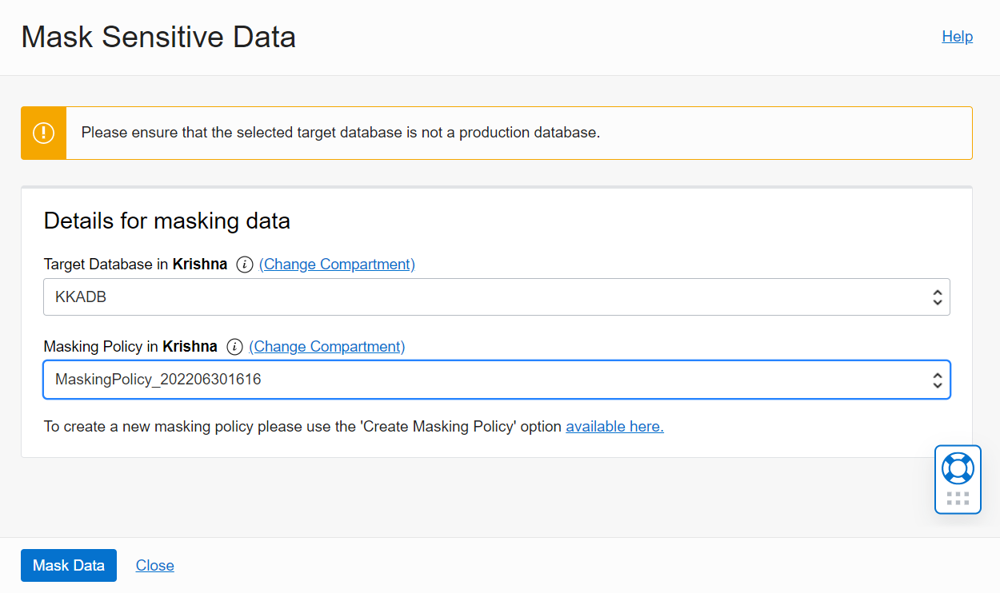 Mask Sensitive Data
Help
Please ensure that the selected target database is not a production database.
Details for masking data
Target Database in Krishna (Change Compartment)
KKADB
Masking Policy in Krishna (Change Compartment)
MaskingPolicy_202206301616
To create a new masking policy please use the 'Create Masking Policy' option available here.
Mask Data
Close